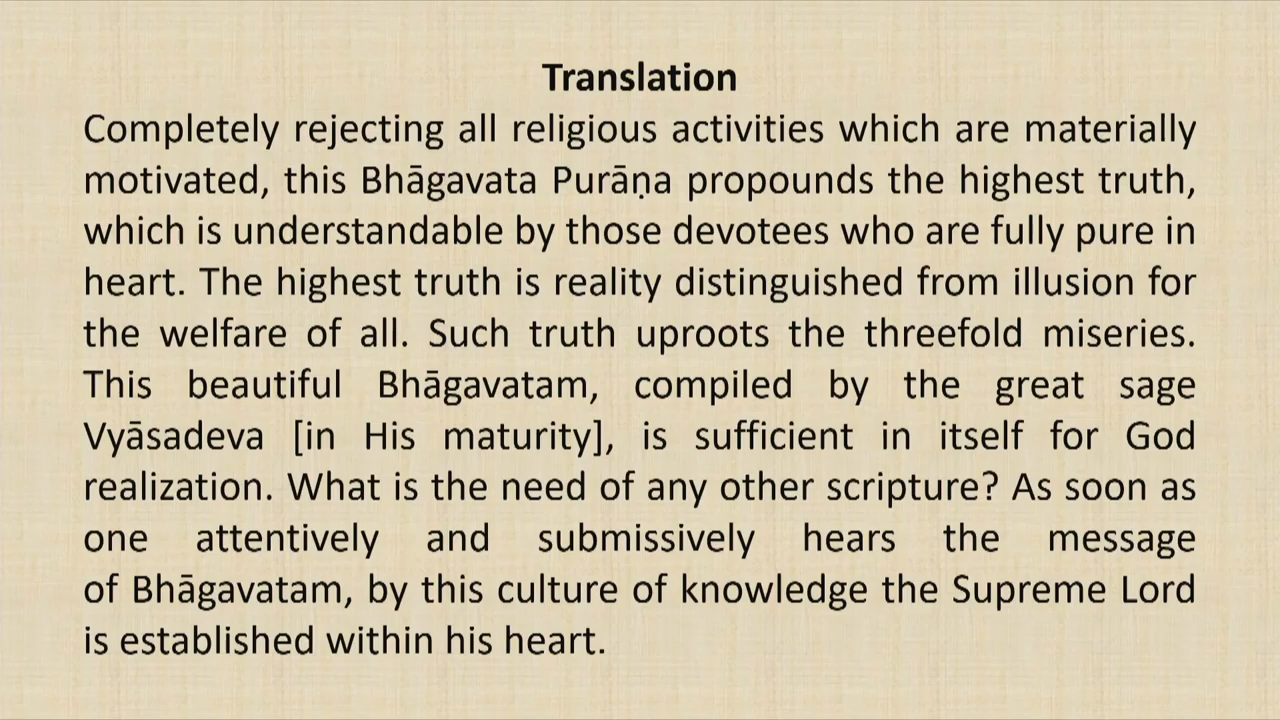 Translation
Completely rejecting all religious activities which are materially
motivated, this Bhāgavata Purāṇa propounds the highest truth,
which is understandable by those devotees who are fully pure in
heart. The highest truth is reality distinguished from illusion for
the welfare of all. Such truth uproots the threefold miseries.
This beautiful Bhāgavatam, compiled by the great sage
Vyāsadeva [in His maturity], is sufficient in itself for God
realization. What is the need of any other scripture? As soon as
one attentively and submissively hears the message
of Bhāgavatam, by this culture of knowledge the Supreme Lord
is established within his heart.